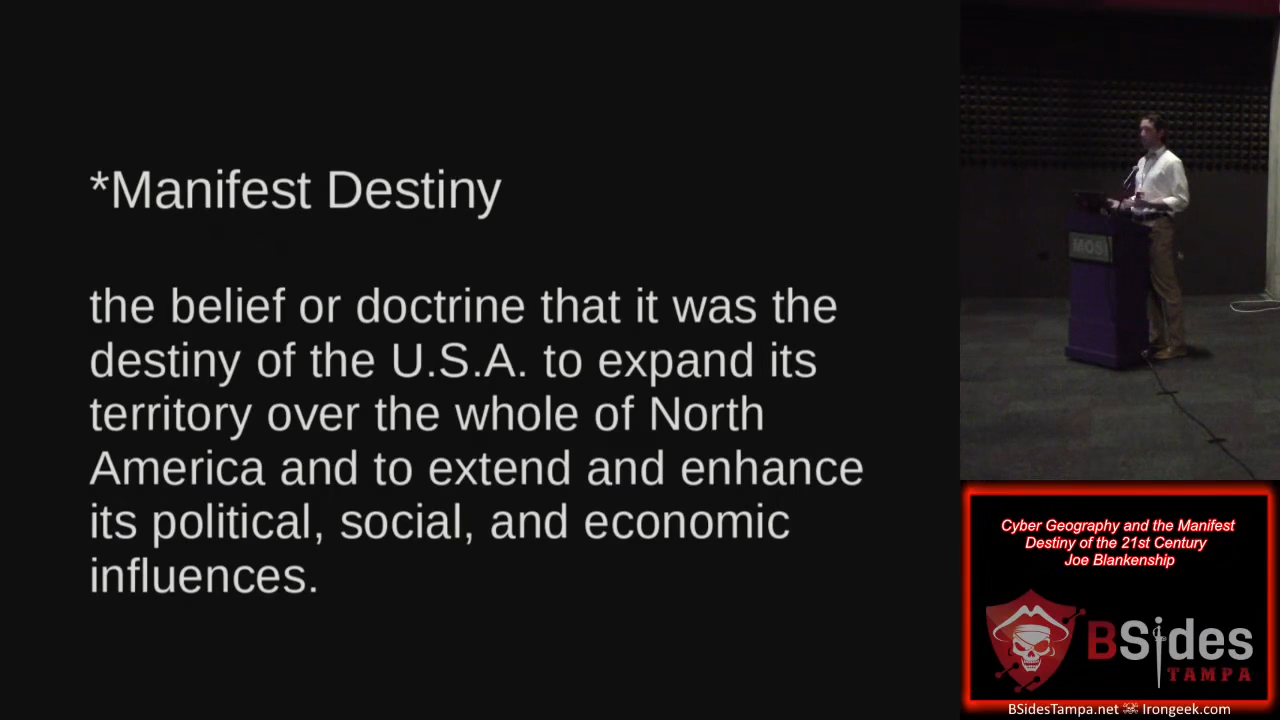 *Manifest Destiny
the belief or doctrine that it was the
destiny of the U.S.A. to expand its
territory over the whole of North
America and to extend and enhance
its political, social, and economic
influences.
MOSI
Cyber Geography and the Manifest
Destiny of the 21st Century
Joe Blankenship
BSides
TAMPA
BSidesTampa.net Irongeek.com